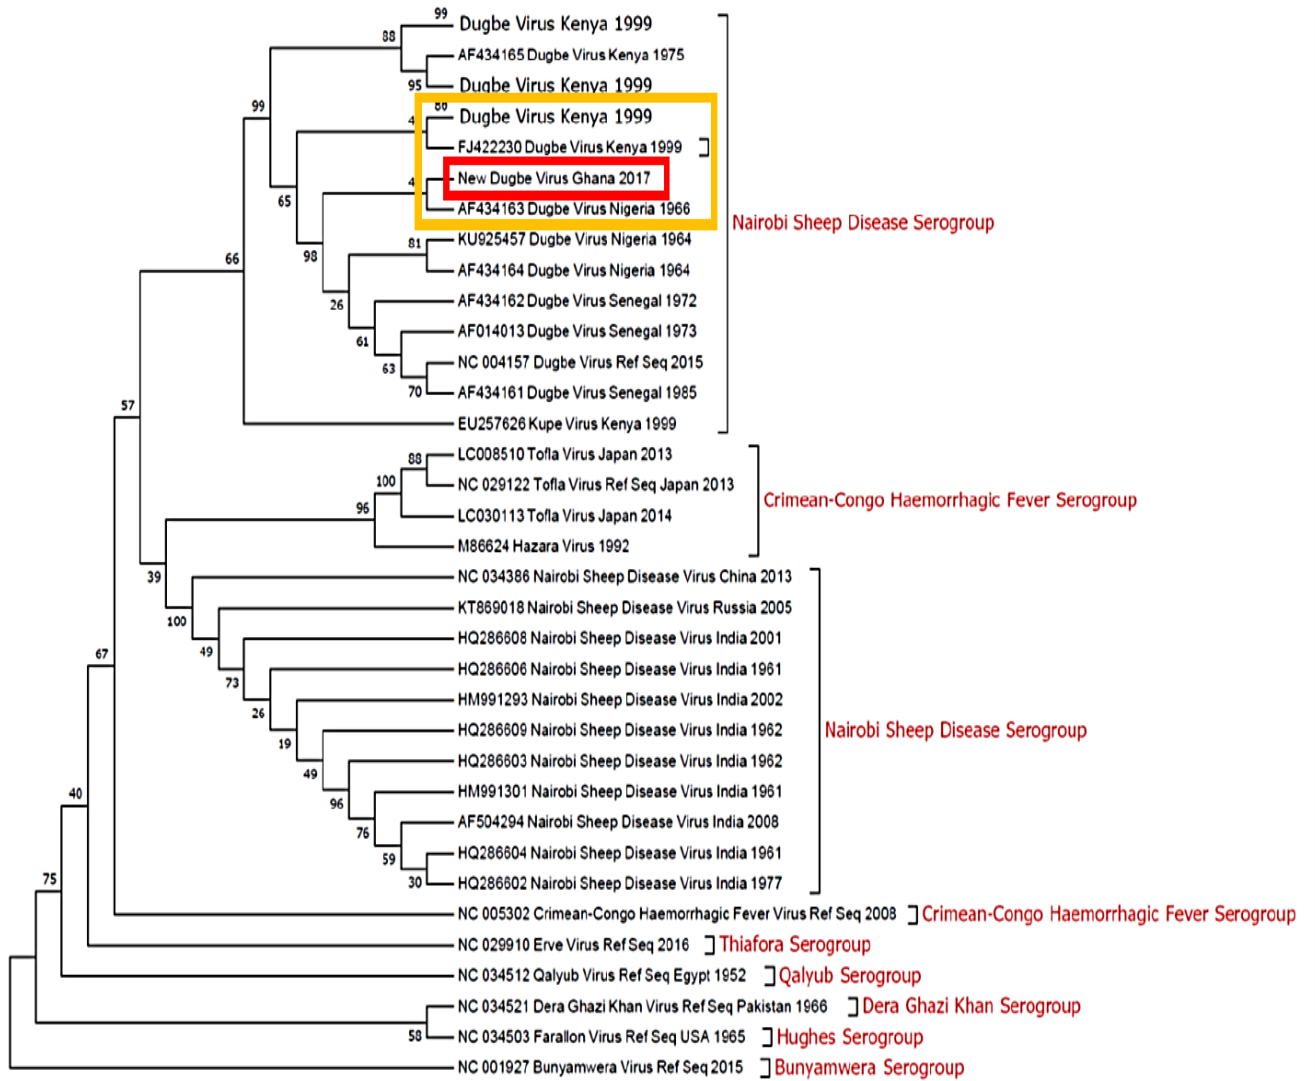 99
Dugbe Virus Kenya 1999
88
AF434165 Dugbe Virus Kenya 1975
95
Dugbe Virus Kenya 1999
99
86
Dugbe Virus Kenya 1999
4
FJ422230 Dugbe Virus Kenya 1999
New Dugbe Virus Ghana 2017
4
65
AF434163 Dugbe Virus Nigeria 1966
Nairobi Sheep Disease Serogroup
KU925457 Dugbe Virus Nigeria 1964
81
98
66
AF434164 Dugbe Virus Nigeria 1964
AF434162 Dugbe Virus Senegal 1972
26
AF014013 Dugbe Virus Senegal 1973
61
NC 004157 Dugbe Virus Ref Seq 2015
63
AF434161 Dugbe Virus Senegal 1985
70
57
EU257626 Kupe Virus Kenya 1999
LC008510 Tofla Virus Japan 2013
88
100
NC 029122 Tofla Virus Ref Seq Japan 2013
Crimean-Congo Haemorrhagic Fever Serogroup
96
LC030113 Tofla Virus Japan 2014
M86624 Hazara Virus 1992
39
NC 034386 Nairobi Sheep Disease Virus China 2013
KT869018 Nairobi Sheep Disease Virus Russia 2005
100
HQ286608 Nairobi Sheep Disease Virus India 2001
49
67
HQ286606 Nairobi Sheep Disease Virus India 1961
73
HM991293 Nairobi Sheep Disease Virus India 2002
26
HQ286609 Nairobi Sheep Disease Virus India 1962
Nairobi Sheep Disease Serogroup
19
HQ286603 Nairobi Sheep Disease Virus India 1962
49
HM991301 Nairobi Sheep Disease Virus India 1961
40
96
AF504294 Nairobi Sheep Disease Virus India 2008
76
HQ286604 Nairobi Sheep Disease Virus India 1961
59
HQ286602 Nairobi Sheep Disease Virus India 1977
30
75
NC 005302 Crimean-Congo Haemorrhagic Fever Virus Ref Seq 2008
Crimean-Congo Haemorrhagic Fever Serogroup
NC 029910 Erve Virus Ref Seq 2016
Thiafora Serogroup
NC 034512 Qalyub Virus Ref Seq Egypt 1952
Qalyub Serogroup
NC 034521 Dera Ghazi Khan Virus Ref Seq Pakistan 1966
Dera Ghazi Khan Serogroup
58
NC 034503 Farallon Virus Ref Seq USA 1965
Hughes Serogroup
NC 001927 Bunyamwera Virus Ref Seq 2015
Bunyamwera Serogroup